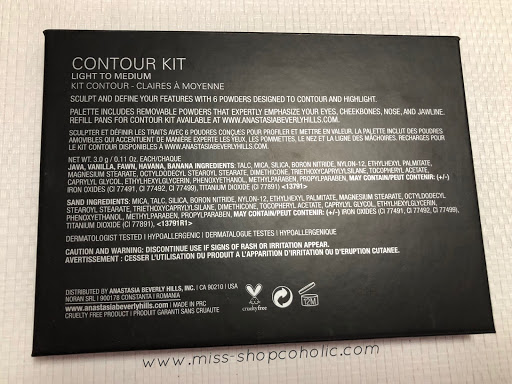 CONTOUR KIT
LIGHT TO MEDIUM
KIT CONTOUR - CLAIRES À MOYENNE
SCULPT AND DEFINE YOUR FEATURES WITH 6 POWDERS DESIGNED TO CONTOUR AND HIGHLIGHT.
PALETTE INCLUDES REMOVABLE POWDERS THAT EXPERTLY EMPHASIZE YOUR EYES, CHEEKBONES, NOSE, AND JAWLINE.
REFILL PANS FOR CONTOUR KIT AVAILABLE AT WWW.ANASTASIABEVERLYHILLS.COM.
SCULPTER ET DÉFINIR LES TRAITS AVEC 6 POUDRES CONÇUES POUR PROFILER ET METTRE EN VALEUR. LA PALETTE INCLUT DES POUDRES
AMOVIBLES QUI ACCENTUENT DE MANIÈRE EXPERTE LES YEUX, LES POMMETTES, LE NEZ ET LA LIGNE DES MÂCHOIRES. RECHARGES POUR
LE KIT CONTOUR DISPONIBLES À WWW.ANASTASIABEVERLYHILLS.COM.
NET WT. 3.0 g / 0.11 Oz. EACH/CHAQUE
JAVA, VANILLA, FAWN, HAVANA, BANANA INGREDIENTS: TALC, MICA, SILICA, BORON NITRIDE, NYLON-12, ETHYLHEXYL PALMITATE,
MAGNESIUM STEARATE, OCTYLDODECYL STEAROYL STEARATE, DIMETHICONE, TRIETHOXYCAPRYLYLSILANE, TOCOPHERYL ACETATE,
CAPRYLYL GLYCOL, ETHYLHEXYLGLYCERIN, PHENOXYETHANOL, METHYLPARABEN, PROPYLPARABEN, MAY CONTAIN/PEUT CONTENIR: (+/-)
IRON OXIDES (CI 77491, CI 77492, CI 77499), TITANIUM DIOXIDE (CI 77891) <13791>
SAND INGREDIENTS: MICA, TALC, SILICA, BORON NITRIDE, NYLON-12, ETHYLHEXYL PALMITATE, MAGNESIUM STEARATE, OCTYLDODECYL
STEAROYL STEARATE, TRIETHOXYCAPRYLYLSILANE, DIMETHICONE, TOCOPHERYL ACETATE, CAPRYLYL GLYCOL, ETHYLHEXYLGLYCERIN,
PHENOXYETHANOL, METHYLPARABEN, PROPYLPARABEN, MAY CONTAIN/PEUT CONTENIR: (+/-) IRON OXIDES (CI 77491, CI 77492, CI 77499),
TITANIUM DIOXIDE (CI 77891), <13791R1>
DERMATOLOGIST TESTED | HYPOALLERGENIC | DERMATALOGUE TESTÉS | HYPOALLERGÉNIQUE
CAUTION AND WARNING: DISCONTINUE USE IF SIGNS OF RASH OR IRRITATION APPEAR.
AVERTISSEMENT : CESSER L'UTILISATION DU PRODUIT À L'APPARITION D'IRRITATION OU D'ERUPTION CUTANEE.
DISTRIBUTED BY ANASTASIA BEVERLY HILLS, INC. | CA 90210 | USA
NORAN SRL | 900178 CONSTANTA | ROMANIA
www.anastasiabeverlyhills.com | MADE IN PRC
CRUELTY FREE PRODUCT | PRODUIT GARANTI SANS CRUAUTÉ
cruelty free
12M
www.miss-shopcoholic.com